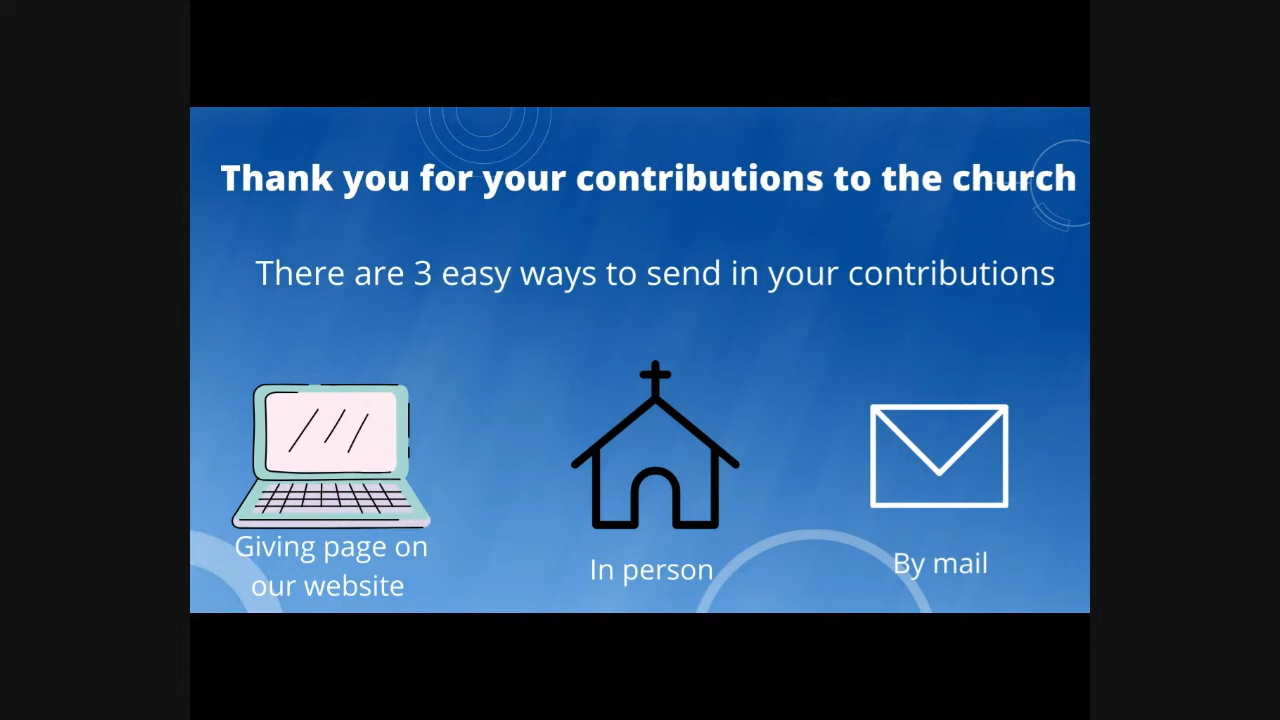 Thank you for your contributions to the church
There are 3 easy ways to send in your contributions
Giving page on
our website
In person
By mail